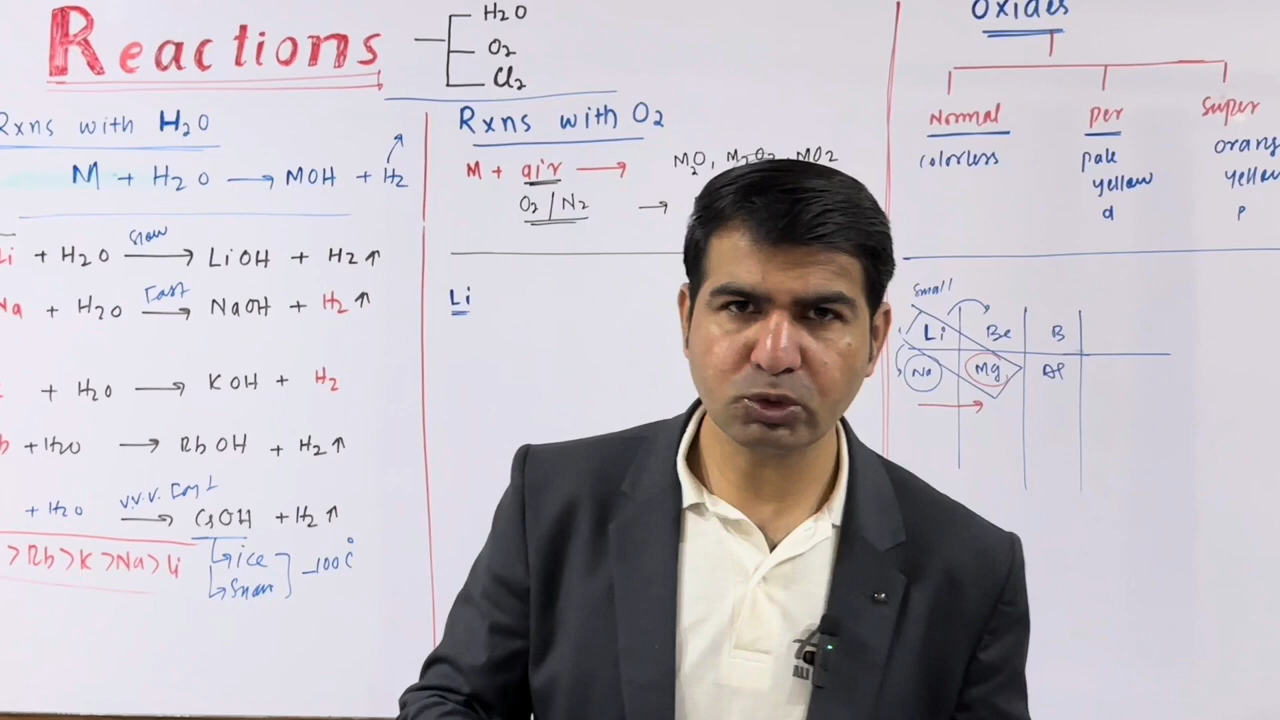 Reactions
H2O
O2
Cl2
Rxns with H2O
M + H2O → MOH + H2
Li + H2O slow → LiOH + H2 ↑
Na + H2O Fast → NaOH + H2 ↑
+ H2O → KOH + H2
+ H2O → RbOH + H2 ↑
+ H2O v.v.v. Fast → CsOH + H2 ↑
> Rb > K > Na > Li
ice
-100°C
Rxns with O2
M + air →
M2O, M2O2, MO2
O2 / N2 →
Li
Oxides
Normal
colorless
Per
pale
yellow
d
Super
orang
yellow
P
Small
Li Be B
Na Mg Al
ALI